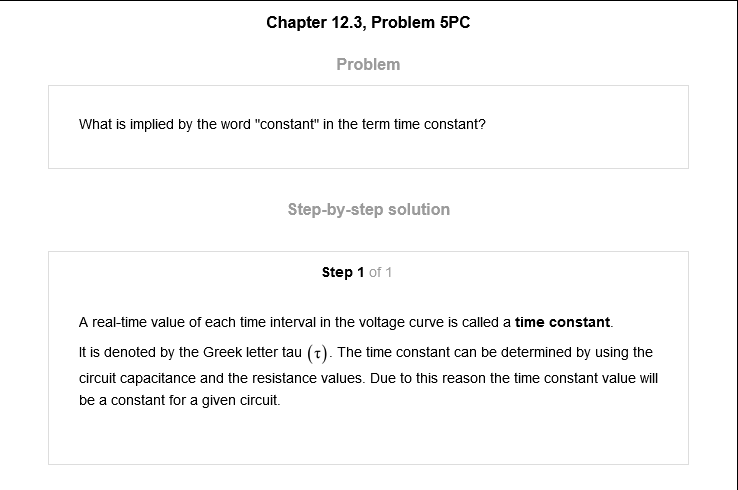 Chapter 12.3, Problem 5PC
Problem
What is implied by the word "constant" in the term time constant?
Step-by-step solution
Step 1 of 1
A real-time value of each time interval in the voltage curve is called a time constant.
It is denoted by the Greek letter tau (τ). The time constant can be determined by using the
circuit capacitance and the resistance values. Due to this reason the time constant value will
be a constant for a given circuit.